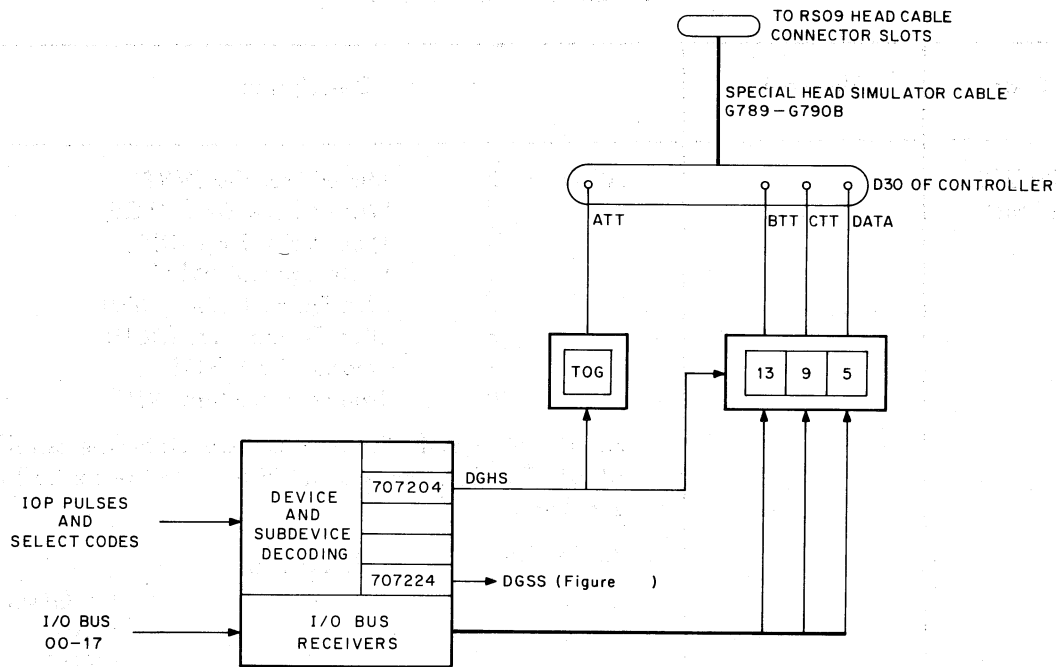 TO RS09 HEAD CABLE
CONNECTOR SLOTS
SPECIAL HEAD SIMULATOR CABLE
G789-G790B
D30 OF CONTROLLER
ATT
BTT
CTT
DATA
TOG
13
9
5
DGHS
707204
DEVICE
AND
SUBDEVICE
DECODING
IOP PULSES
AND
SELECT CODES
707224
DGSS (Figure )
I/O BUS
00-17
I/O BUS
RECEIVERS